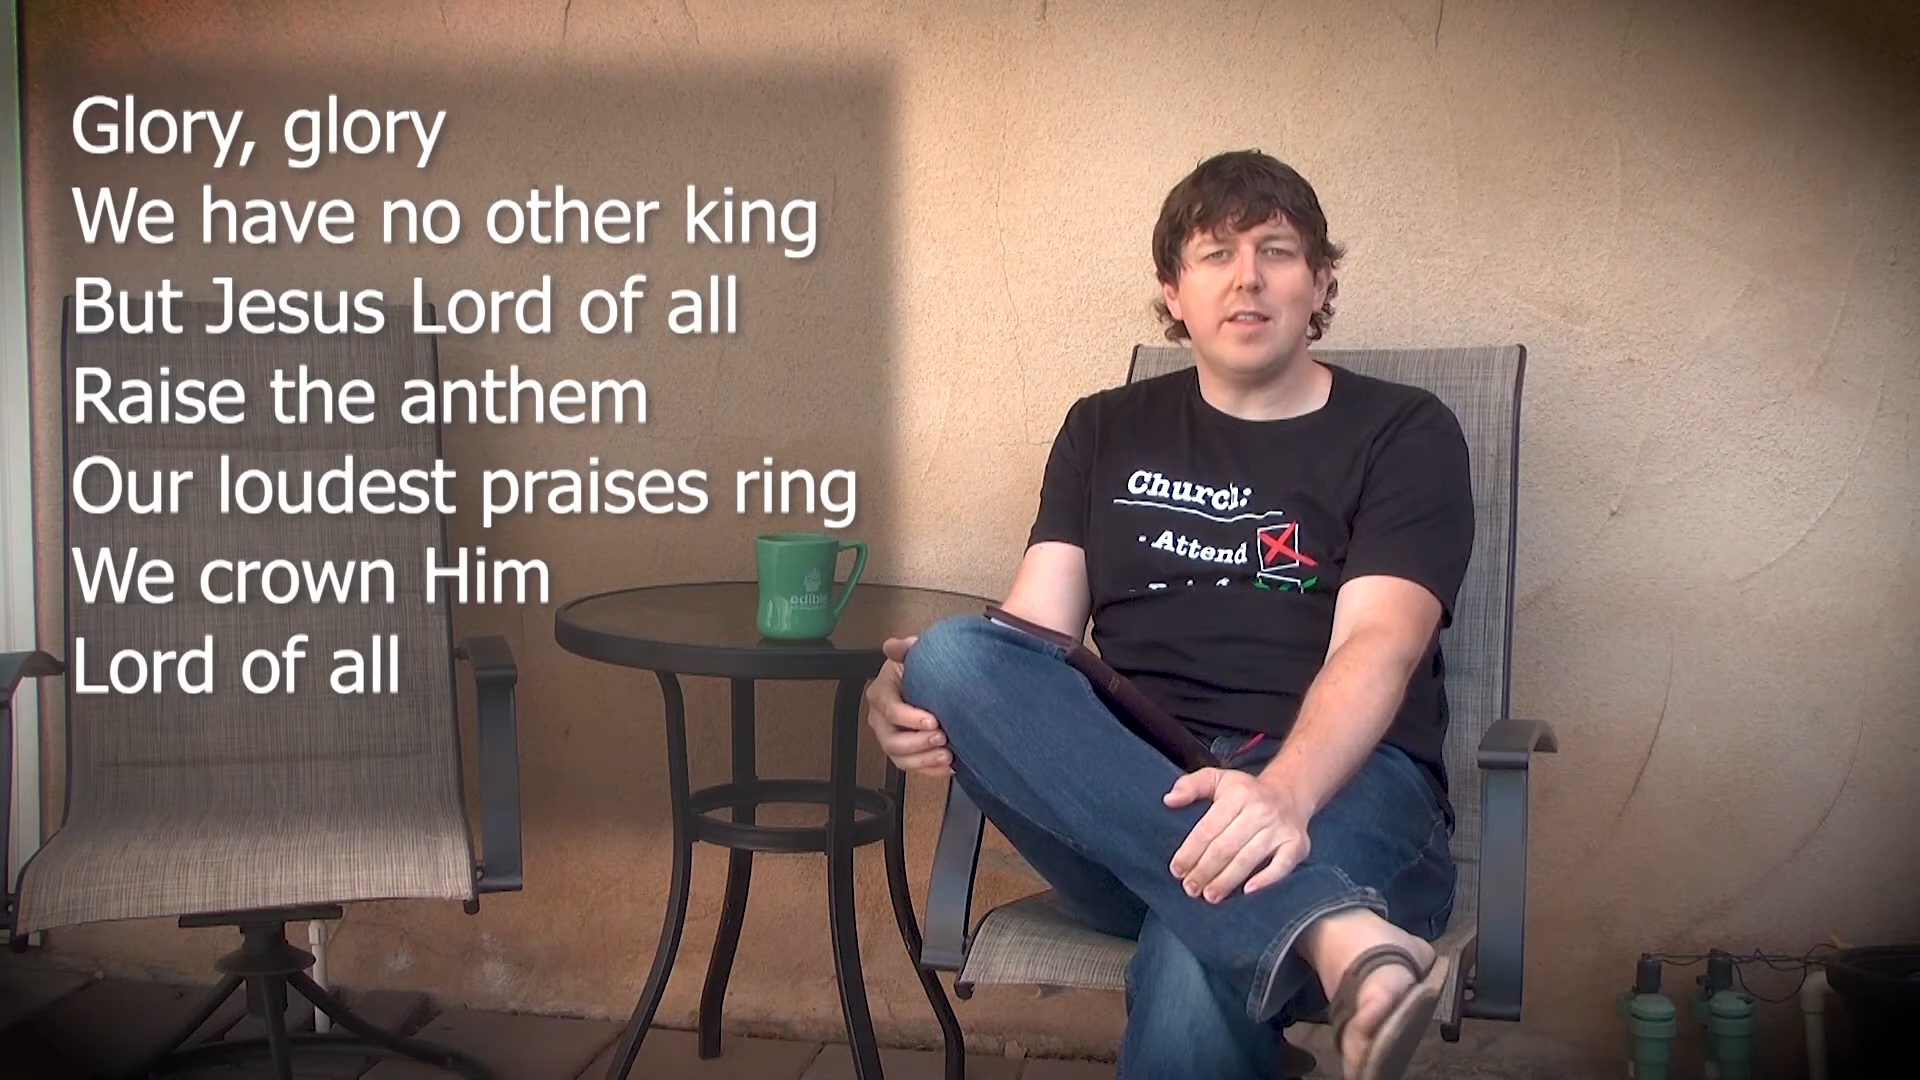 Glory, glory
We have no other king
But Jesus Lord of all
Raise the anthem
Our loudest praises ring
We crown Him
Lord of all
Church:
- Attend
edible